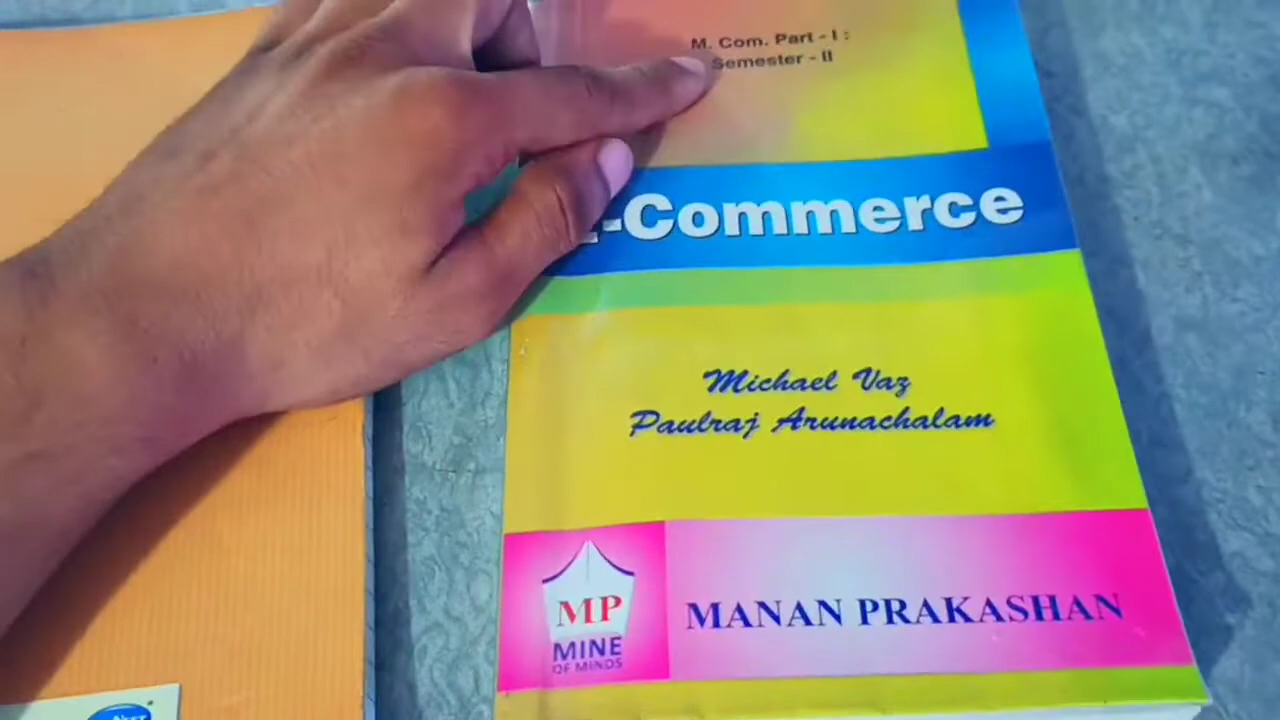 M. Com. Part - I :
Semester - II
-Commerce
Michael Vaz
Paulraj Arunachalam
MP
MINE
OF MINDS
MANAN PRAKASHAN